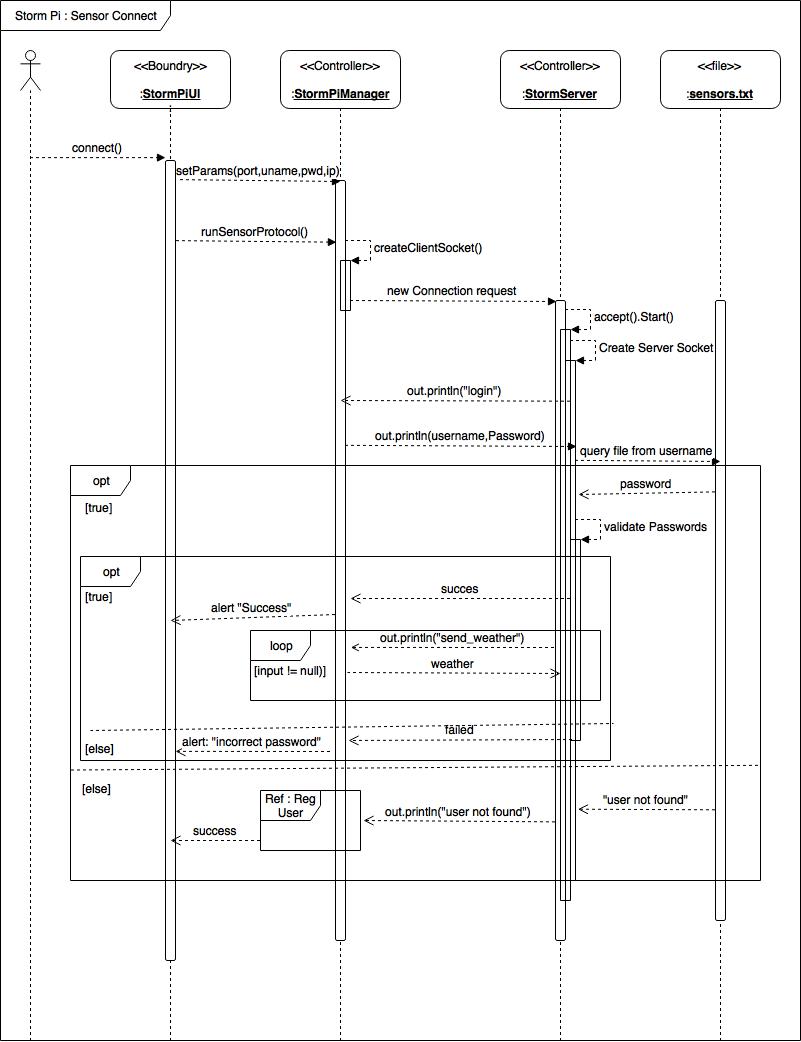 Storm Pi : Sensor Connect
<<Boundry>>
:StormPiUI
<<Controller>>
:StormPiManager
<<Controller>>
:StormServer
<<file>>
:sensors.txt
connect()
setParams(port,uname,pwd,ip)
runSensorProtocol()
createClientSocket()
new Connection request
accept().Start()
Create Server Socket
out.println("login")
out.println(username,Password)
query file from username
opt
password
[true]
validate Passwords
opt
[true]
succes
alert "Success"
loop
out.println("send_weather")
[input != null)]
weather
failed
alert: "incorrect password"
[else]
[else]
Ref : Reg
User
"user not found"
out.println("user not found")
success